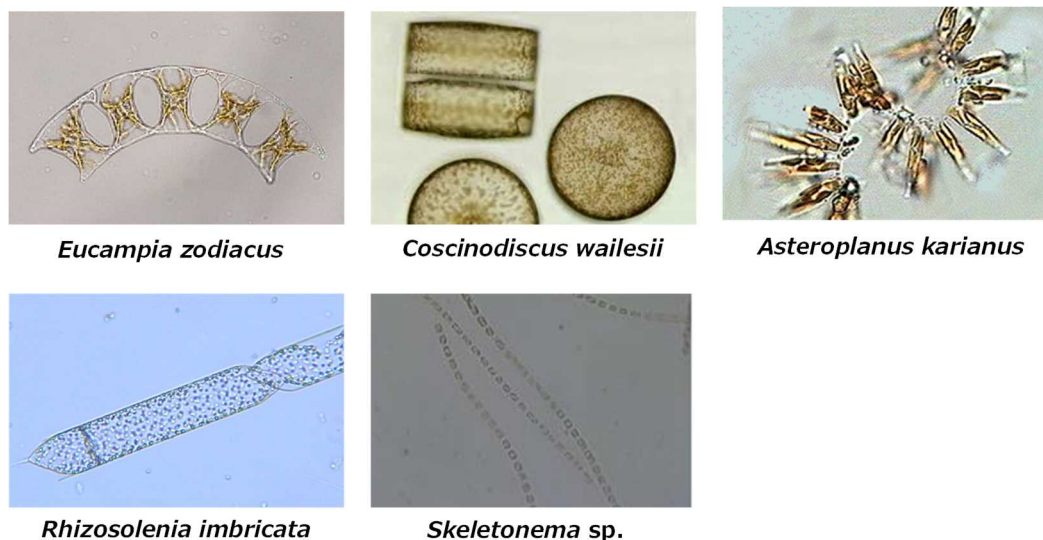 Eucampia zodiacus
Coscinodiscus wailesii
Asteroplanus karianus
Rhizosolenia imbricata
Skeletonema sp.